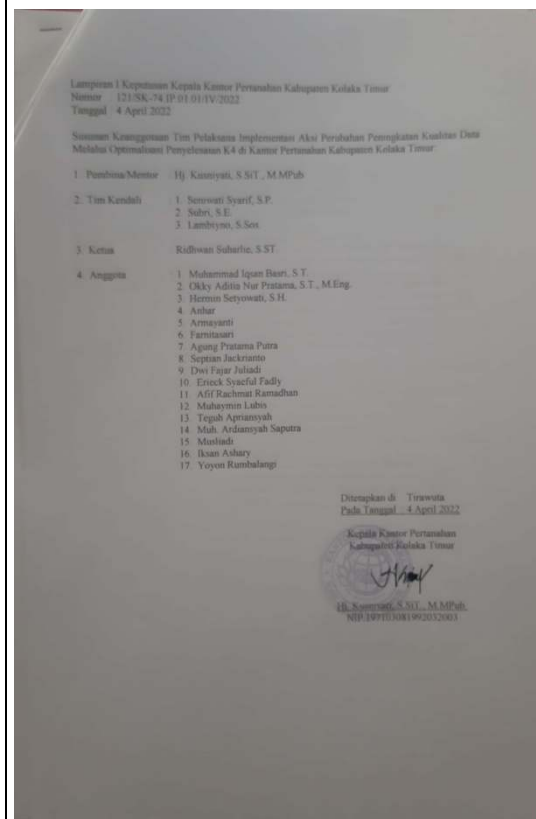 Lampiran I Keputusan Kepala Kantor Pertanahan Kabupaten Kolaka Timur
Nomor : 121/SK-74.IP.01.01/IV/2022
Tanggal : 4 April 2022
Susunan Keanggotaan Tim Pelaksana Implementasi Aksi Perubahan Peningkatan Kualitas Data
Melalui Optimalisasi Penyelesaian K4 di Kantor Pertanahan Kabupaten Kolaka Timur
1. Pembina/Mentor : Hj. Kusniyati, S.SiT., M.MPub
2. Tim Kendali : 1. Syarif, S.P.
2. Subri, S.E.
3. Lambiyno, S.Sos
3. Ketua Ridhwan Suharlie, S.ST.
4. Anggota 1. Muhammad Iqsan Basri, S.T.
2. Okky Aditia Nur Pratama, S.T., M.Eng.
3. Hermin Setyowati, S.H.
4. Anhar
5. Armayanti
6. Farnitasari
7. Agung Pratama Putra
8. Septian Jackrianto
9. Dwi Fajar Juliadi
10. Erieck Syaeful Fadly
11. Afif Rachmat Ramadhan
12. Muhaymin Lubis
13. Teguh Apriansyah
14. Muh. Ardiansyah Saputra
15. Musliadi
16. Iksan Ashary
17. Yoyon Rumbalangi
Ditetapkan di : Tirawuta
Pada Tanggal : 4 April 2022
Kepala Kantor Pertanahan
Kabupaten Kolaka Timur
Hj. Kusniyati, S.SiT., M.MPub
NIP.197103081992032003